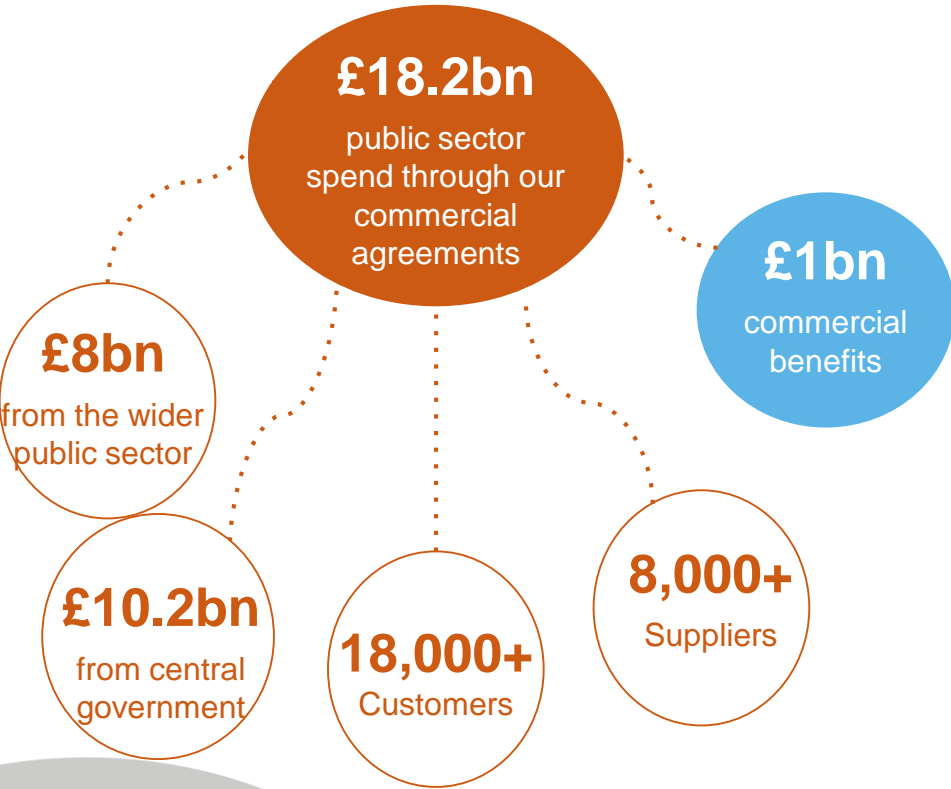 £18.2bn
public sector
spend through our
commercial
agreements
£1bn
commercial
benefits
£8bn
from the wider
public sector
£10.2bn
from central
government
18,000+
Customers
8,000+
Suppliers